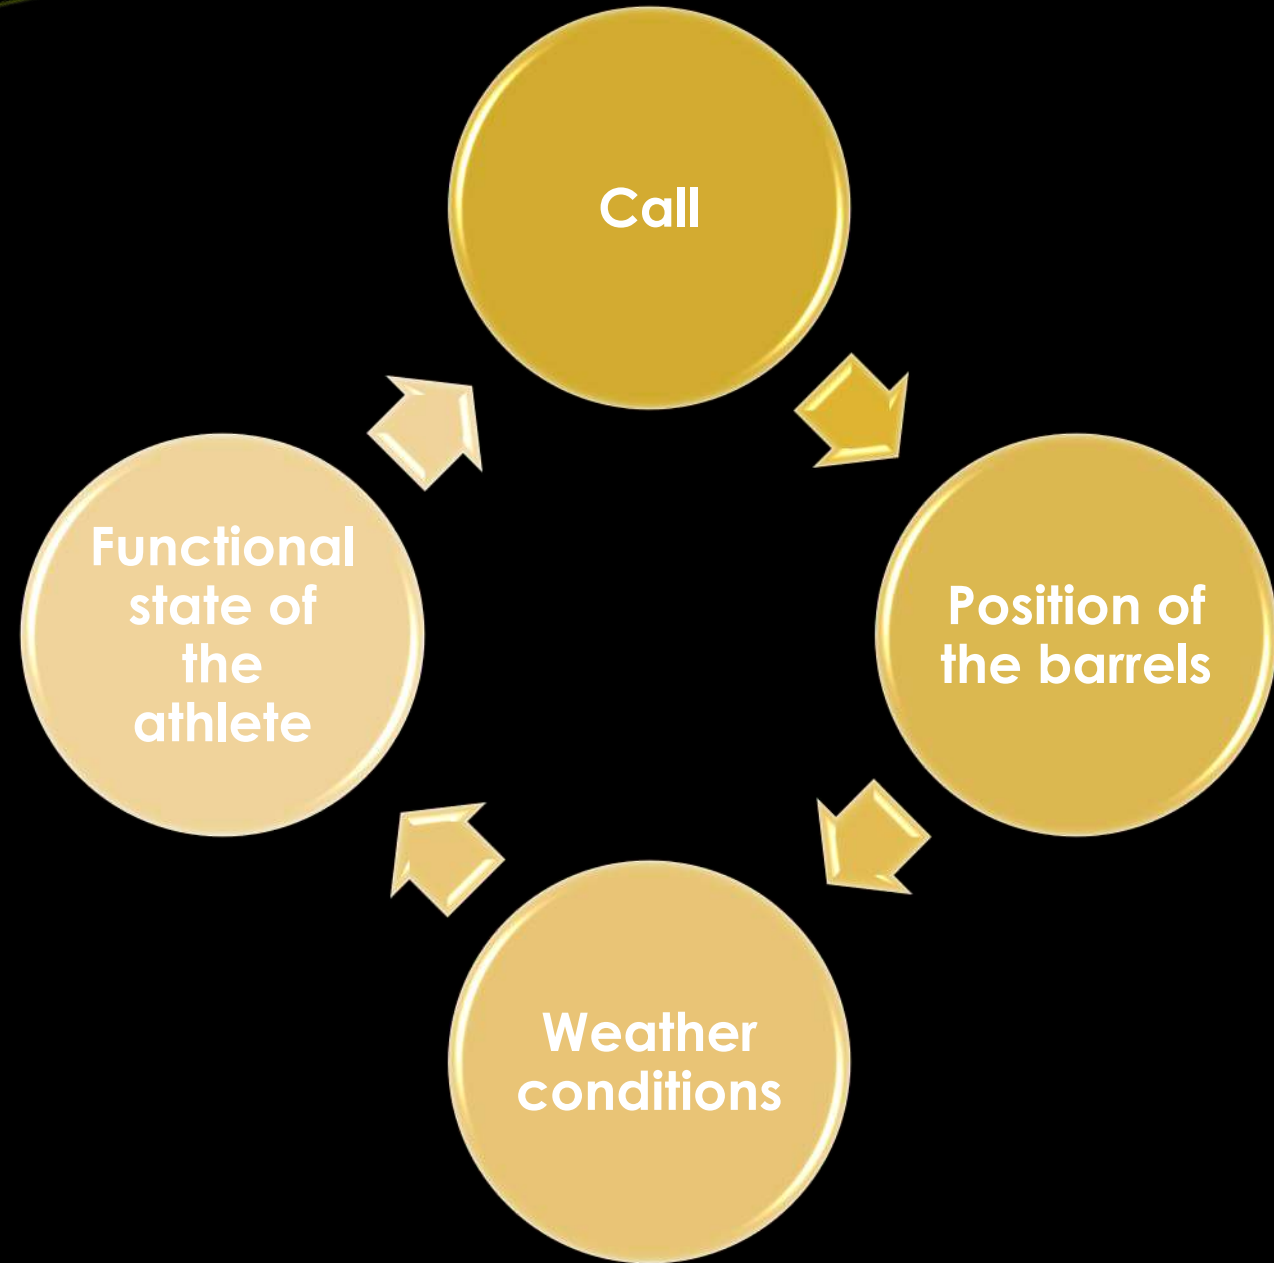 Call
Position of
the barrels
Weather
conditions
Functional
state of
the
athlete